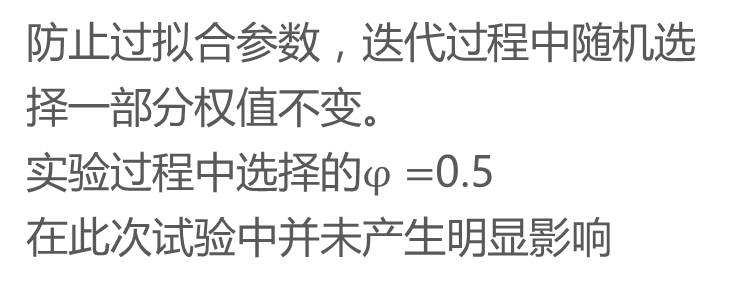 防止过拟合参数，迭代过程中随机选
择一部分权值不变。
实验过程中选择的φ =0.5
在此次试验中并未产生明显影响